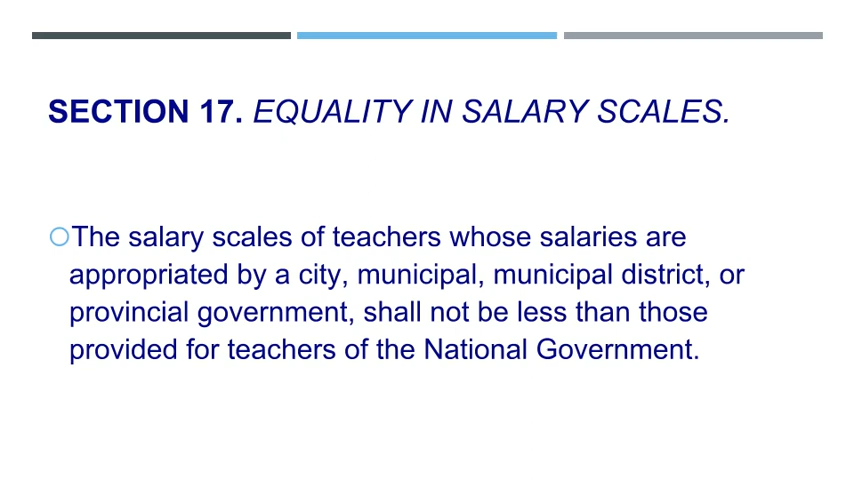 SECTION 17. EQUALITY IN SALARY SCALES.
The salary scales of teachers whose salaries are
appropriated by a city, municipal, municipal district, or
provincial government, shall not be less than those
provided for teachers of the National Government.